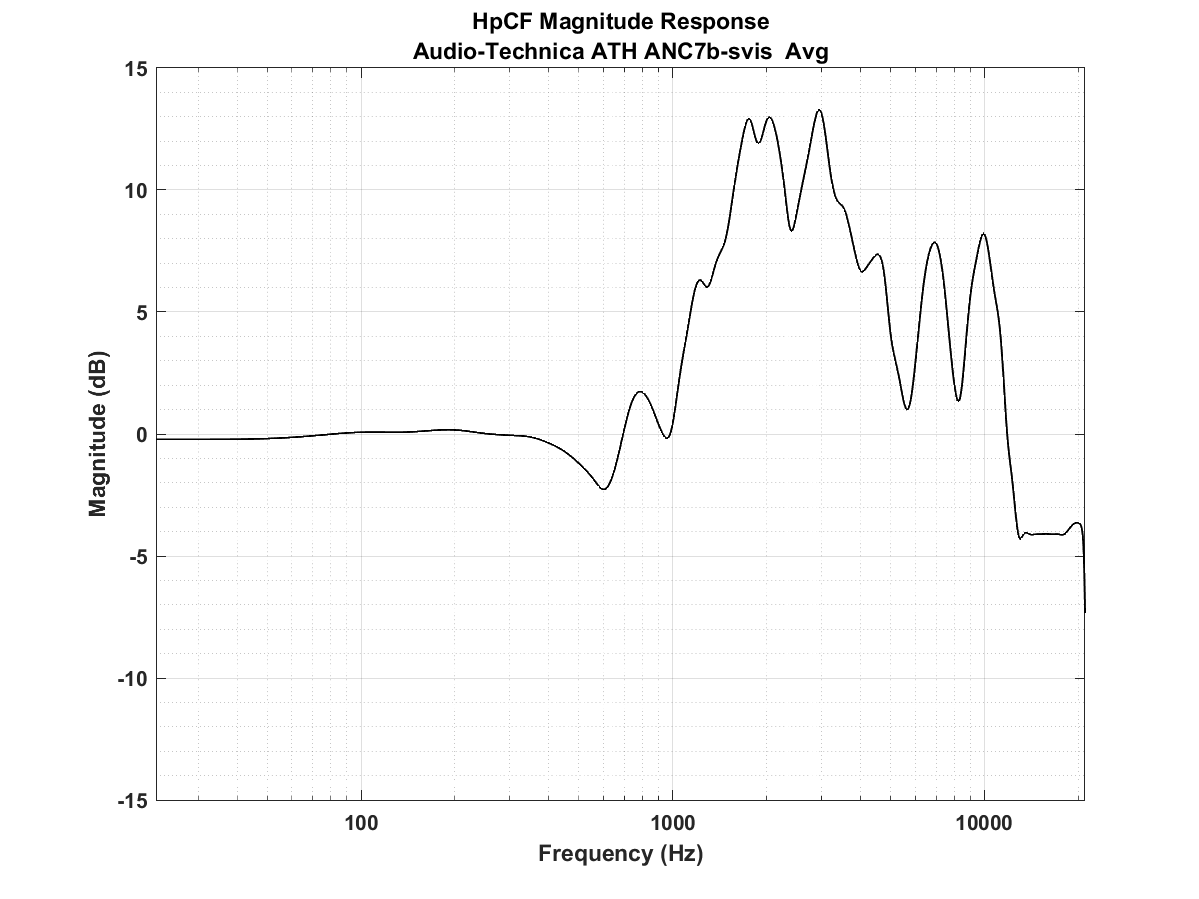 HpCF Magnitude Response
Audio-Technica ATH ANC7b-svis  Avg
15
10
5
0
-5
-10
-15
Magnitude (dB)
100 1000 10000
Frequency (Hz)